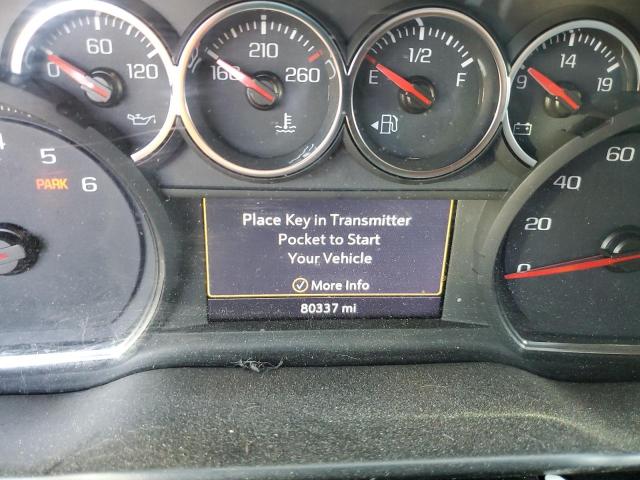 0 60 120
160 210 260
E 1/2 F
9 14 19
5 6
PARK
0 20 40 60
Place Key in Transmitter
Pocket to Start
Your Vehicle
More Info
80337 mi